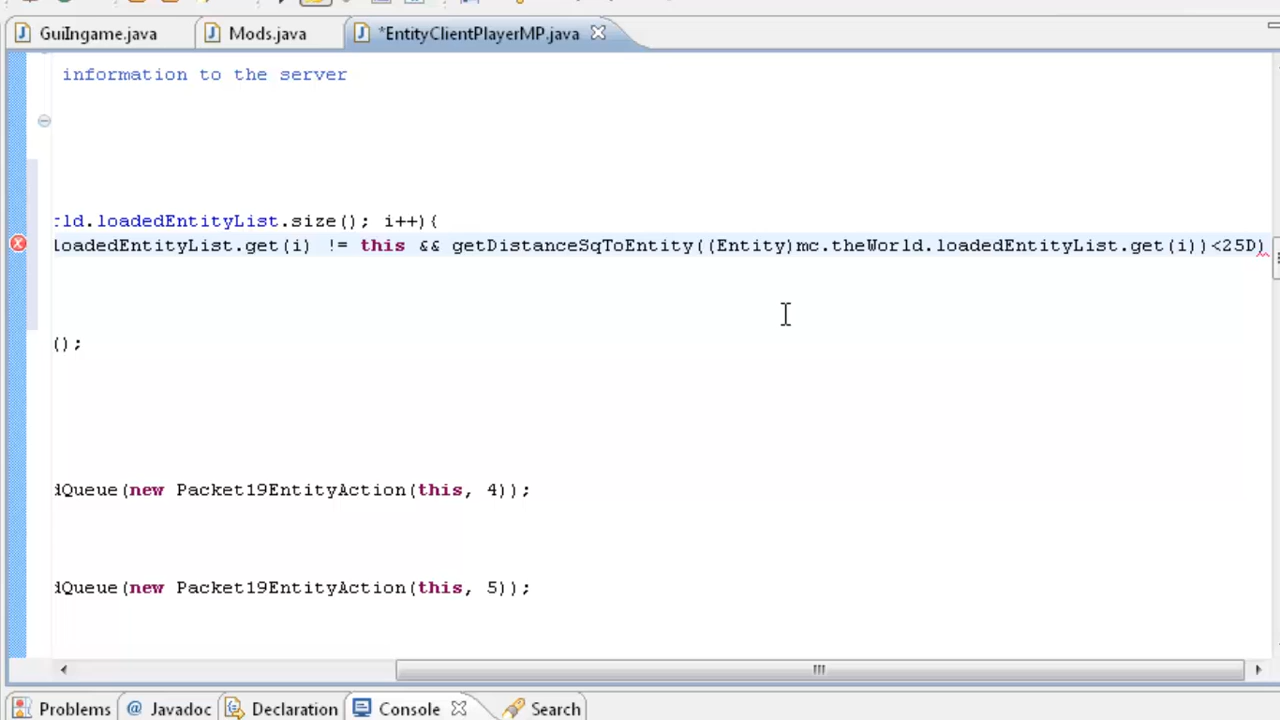 GuiIngame.java Mods.java *EntityClientPlayerMP.java
information to the server
rld.loadedEntityList.size(); i++){
loadedEntityList.get(i) != this && getDistanceSqToEntity((Entity)mc.theWorld.loadedEntityList.get(i))<25D)
();
dQueue(new Packet19EntityAction(this, 4));
dQueue(new Packet19EntityAction(this, 5));
Problems @ Javadoc Declaration Console Search